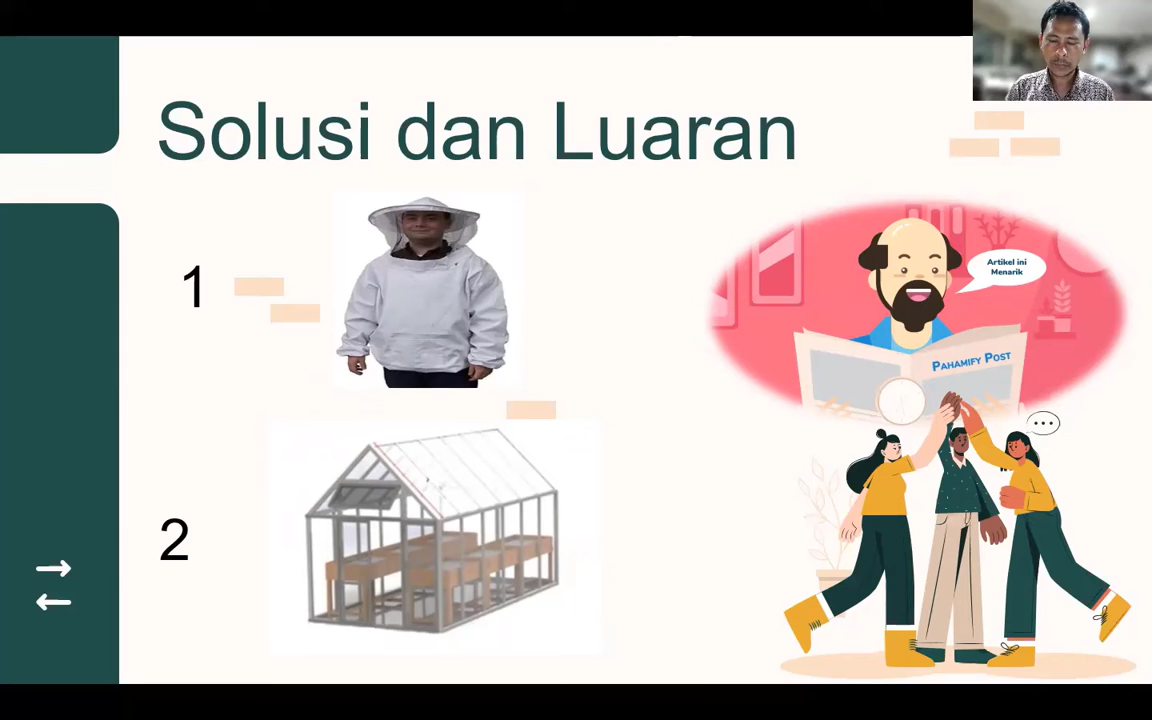 Solusi dan Luaran
1
Artikel ini
Menarik
PAHAMIFY POST
2